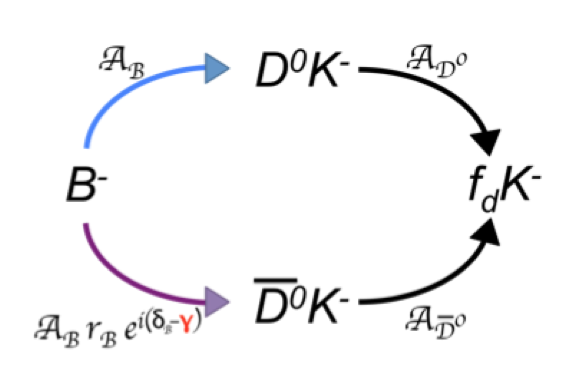 𝒜_ℬ
D⁰K⁻
𝒜_𝒟⁰
B⁻
f_dK⁻
𝒜_ℬ r_ℬ e^{i(δ_ℬ-γ)}
D̅⁰K⁻
𝒜_𝒟̅⁰